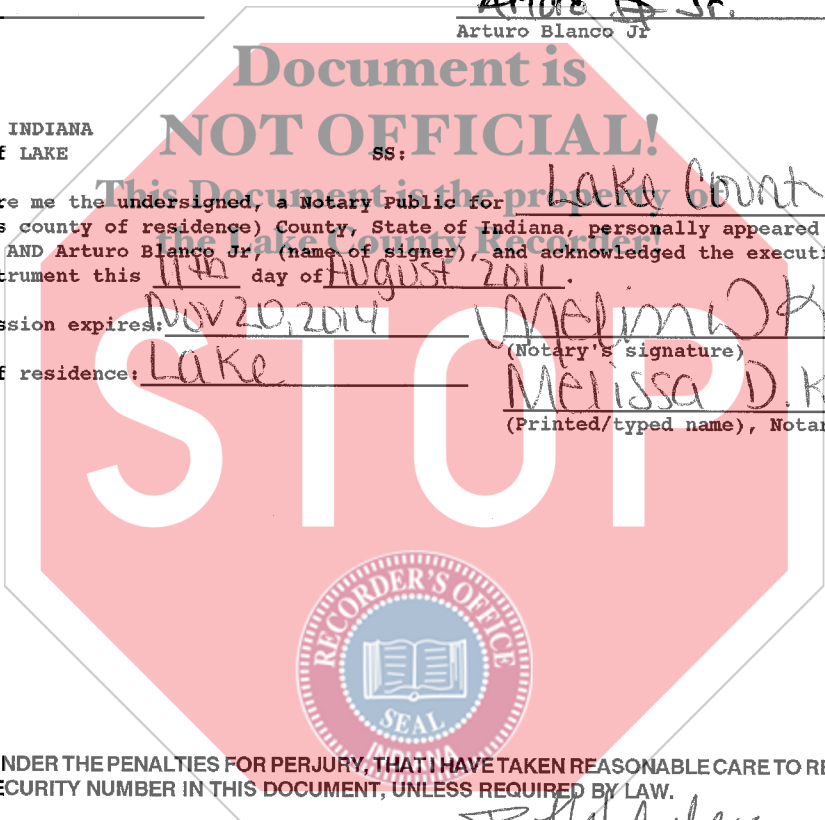 Arturo B Jr.
Arturo Blanco Jr
Document is
NOT OFFICIAL!
This Document is the property of
the Lake County Recorder!
INDIANA
f LAKE SS:
re me the undersigned, a Notary Public for Lake Count
s county of residence) County, State of Indiana, personally appeared
AND Arturo Blanco Jr, (name of signer), and acknowledged the executi
trument this 11th day of August 2011.
ssion expires: Nov 20, 2014
(Notary's signature)
f residence: Lake
Melissa D. K
(Printed/typed name), Notar
STOP
RECORDER'S OFFICE
SEAL
INDIANA
NDER THE PENALTIES FOR PERJURY, THAT I HAVE TAKEN REASONABLE CARE TO RE
ECURITY NUMBER IN THIS DOCUMENT, UNLESS REQUIRED BY LAW.